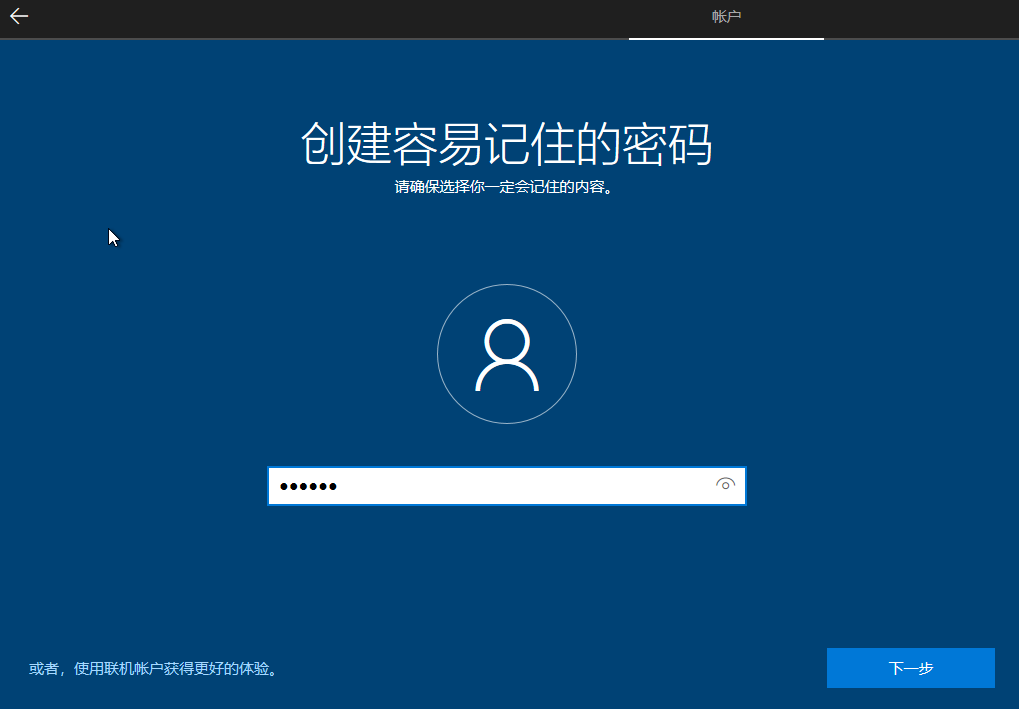 帐户
创建容易记住的密码
请确保选择你一定会记住的内容。
●●●●●●
或者，使用联机帐户获得更好的体验。
下一步